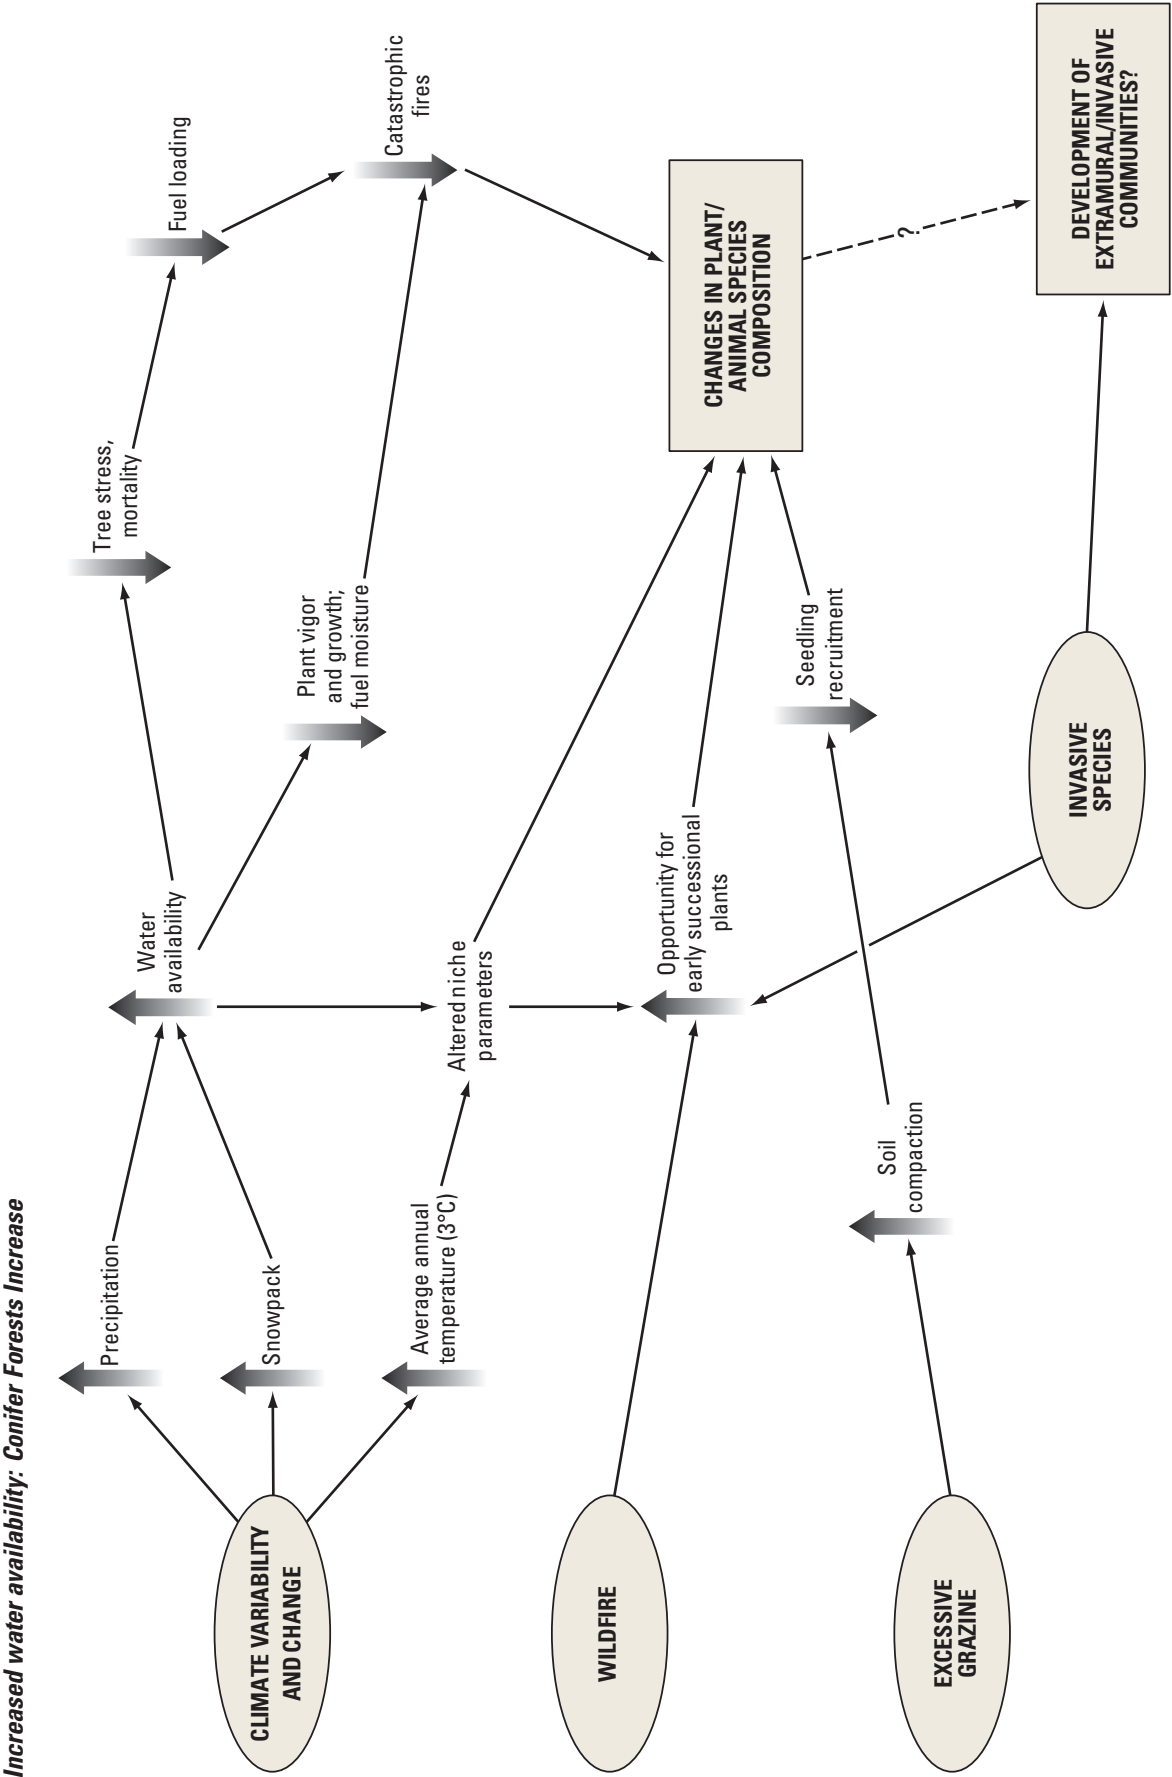 Increased water availability: Conifer Forests Increase
CLIMATE VARIABILITY
AND CHANGE
Precipitation
Snowpack
Average annual
temperature (3°C)
Water
availability
Tree stress,
mortality
Fuel loading
Plant vigor
and growth;
fuel moisture
Catastrophic
fires
Altered niche
parameters
WILDFIRE
Opportunity for
early successional
plants
CHANGES IN PLANT/
ANIMAL SPECIES
COMPOSITION
EXCESSIVE
GRAZINE
Soil
compaction
Seedling
recruitment
?
INVASIVE
SPECIES
DEVELOPMENT OF
EXTRAMURAL/INVASIVE
COMMUNITIES?